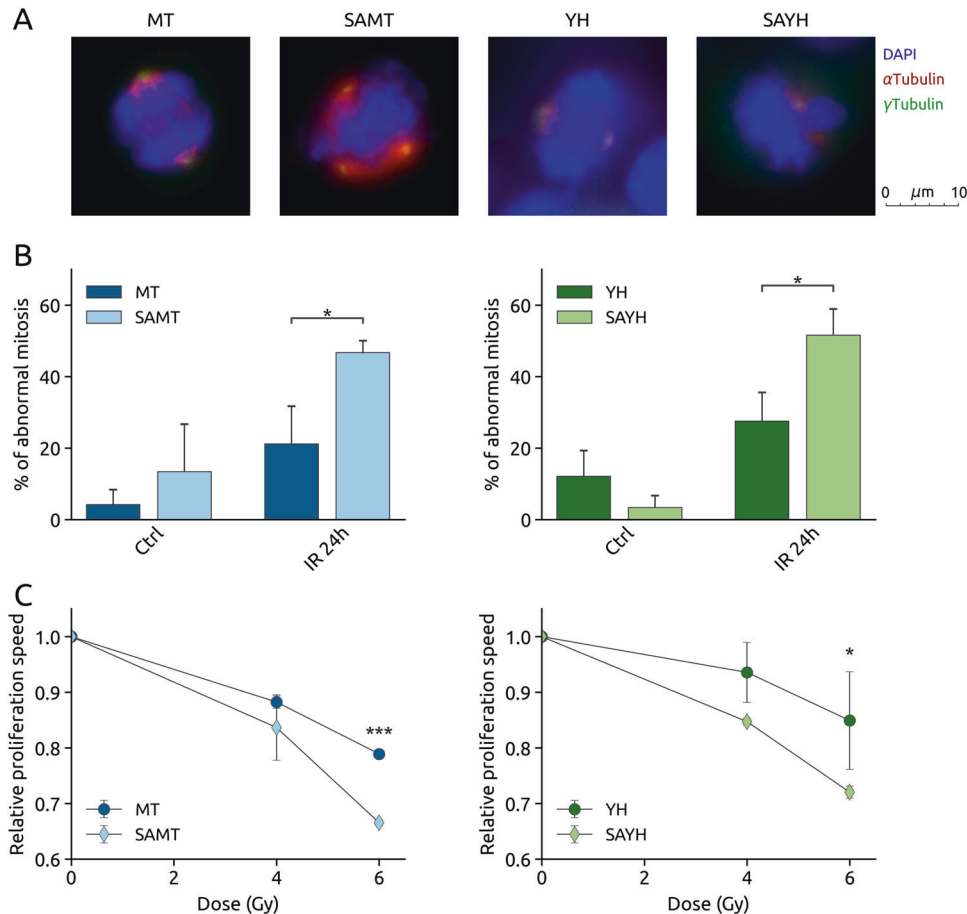 A
MT
SAMT
YH
SAYH
DAPI
αTubulin
γTubulin
0 μm 10
B
% of abnormal mitosis
60
40
20
0
MT
SAMT
*
Ctrl
IR 24h
% of abnormal mitosis
60
40
20
0
YH
SAYH
*
Ctrl
IR 24h
C
Relative proliferation speed
1.0
0.9
0.8
0.7
0.6
***
MT
SAMT
0 2 4 6
Dose (Gy)
Relative proliferation speed
1.0
0.9
0.8
0.7
0.6
*
YH
SAYH
0 2 4 6
Dose (Gy)